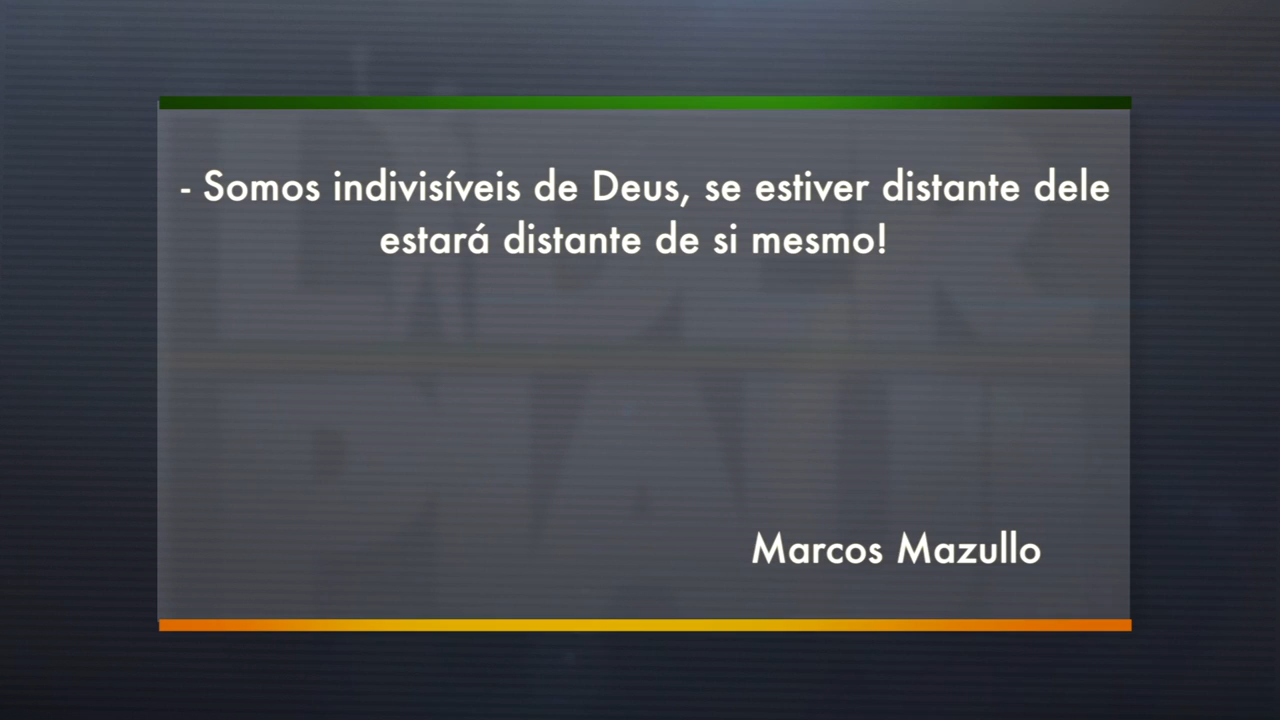 - Somos indivisíveis de Deus, se estiver distante dele
estará distante de si mesmo!
Marcos Mazullo